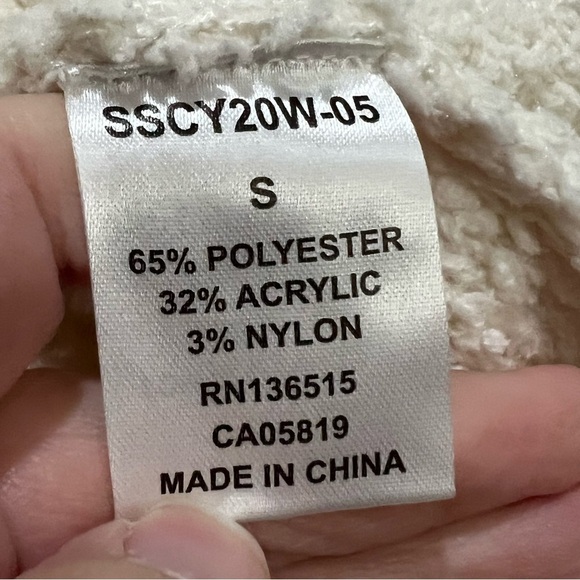 SSCY20W-05
S
65% POLYESTER
32% ACRYLIC
3% NYLON
RN136515
CA05819
MADE IN CHINA